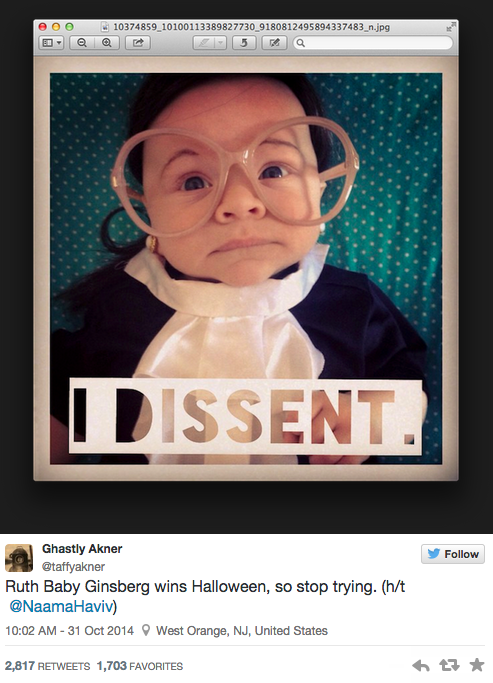 10374859_10100113389827730_9180812495894337483_n.jpg
I DISSENT.
Ghastly Akner
@taffyakner
Follow
Ruth Baby Ginsberg wins Halloween, so stop trying. (h/t
@NaamaHaviv)
10:02 AM - 31 Oct 2014 West Orange, NJ, United States
2,817 RETWEETS 1,703 FAVORITES